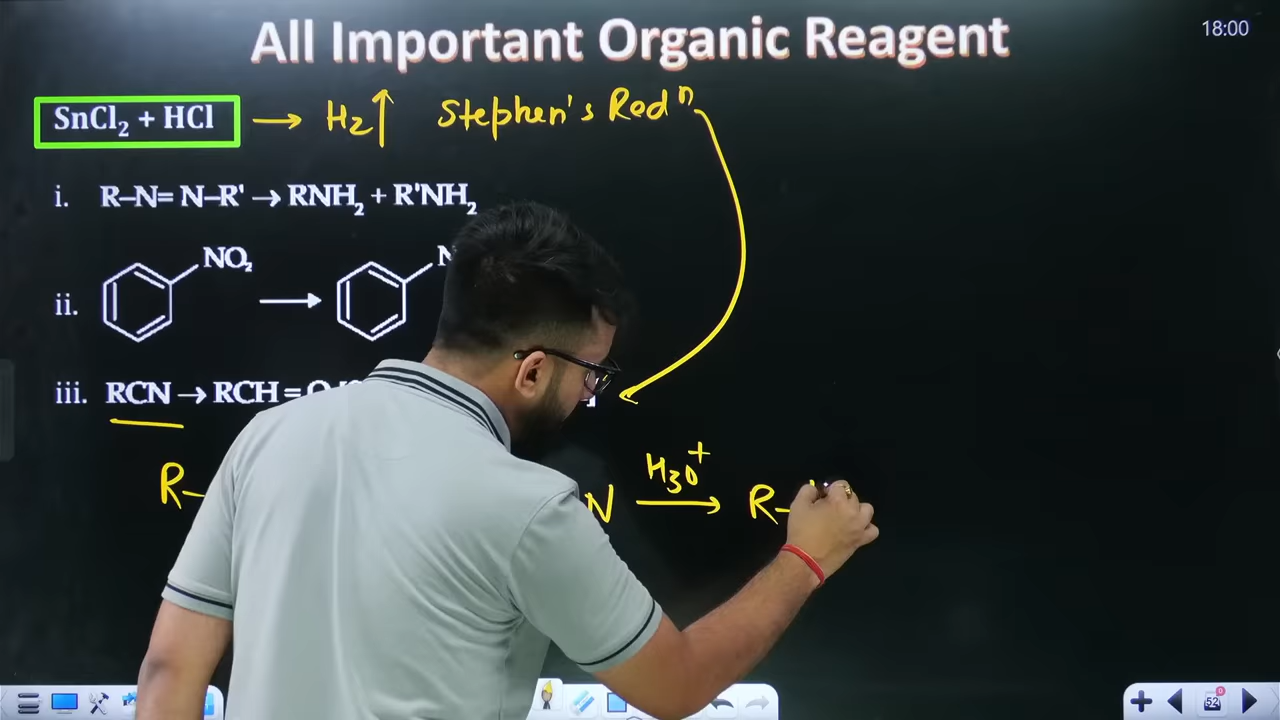 All Important Organic Reagent
18:00
SnCl₂ + HCl → H₂↑ Stephen's Redⁿ
i. R–N= N–R' → RNH₂ + R'NH₂
NO₂
ii. →
iii. RCN → RCH =
R– N H₃O⁺ → R–
52